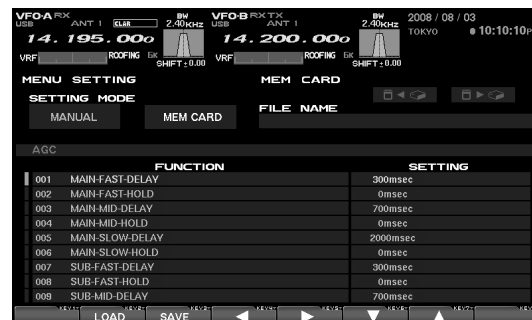 VFO-A RX VFO-B RX TX 2008 / 08 / 03
USB ANT 1 CLAR BW 2.40KHz USB ANT 1 BW 2.40KHz TOKYO 10:10:10P
14. 195. 000 14. 200. 000
VRF ROOFING 6K SHIFT ± 0.00 VRF ROOFING 6K SHIFT ± 0.00
MENU SETTING MEM CARD
SETTING MODE
MANUAL MEM CARD FILE NAME
AGC
FUNCTION SETTING
001 MAIN-FAST-DELAY 300msec
002 MAIN-FAST-HOLD 0msec
003 MAIN-MID-DELAY 700msec
004 MAIN-MID-HOLD 0msec
005 MAIN-SLOW-DELAY 2000msec
006 MAIN-SLOW-HOLD 0msec
007 SUB-FAST-DELAY 300msec
008 SUB-FAST-HOLD 0msec
009 SUB-MID-DELAY 700msec
LOAD SAVE